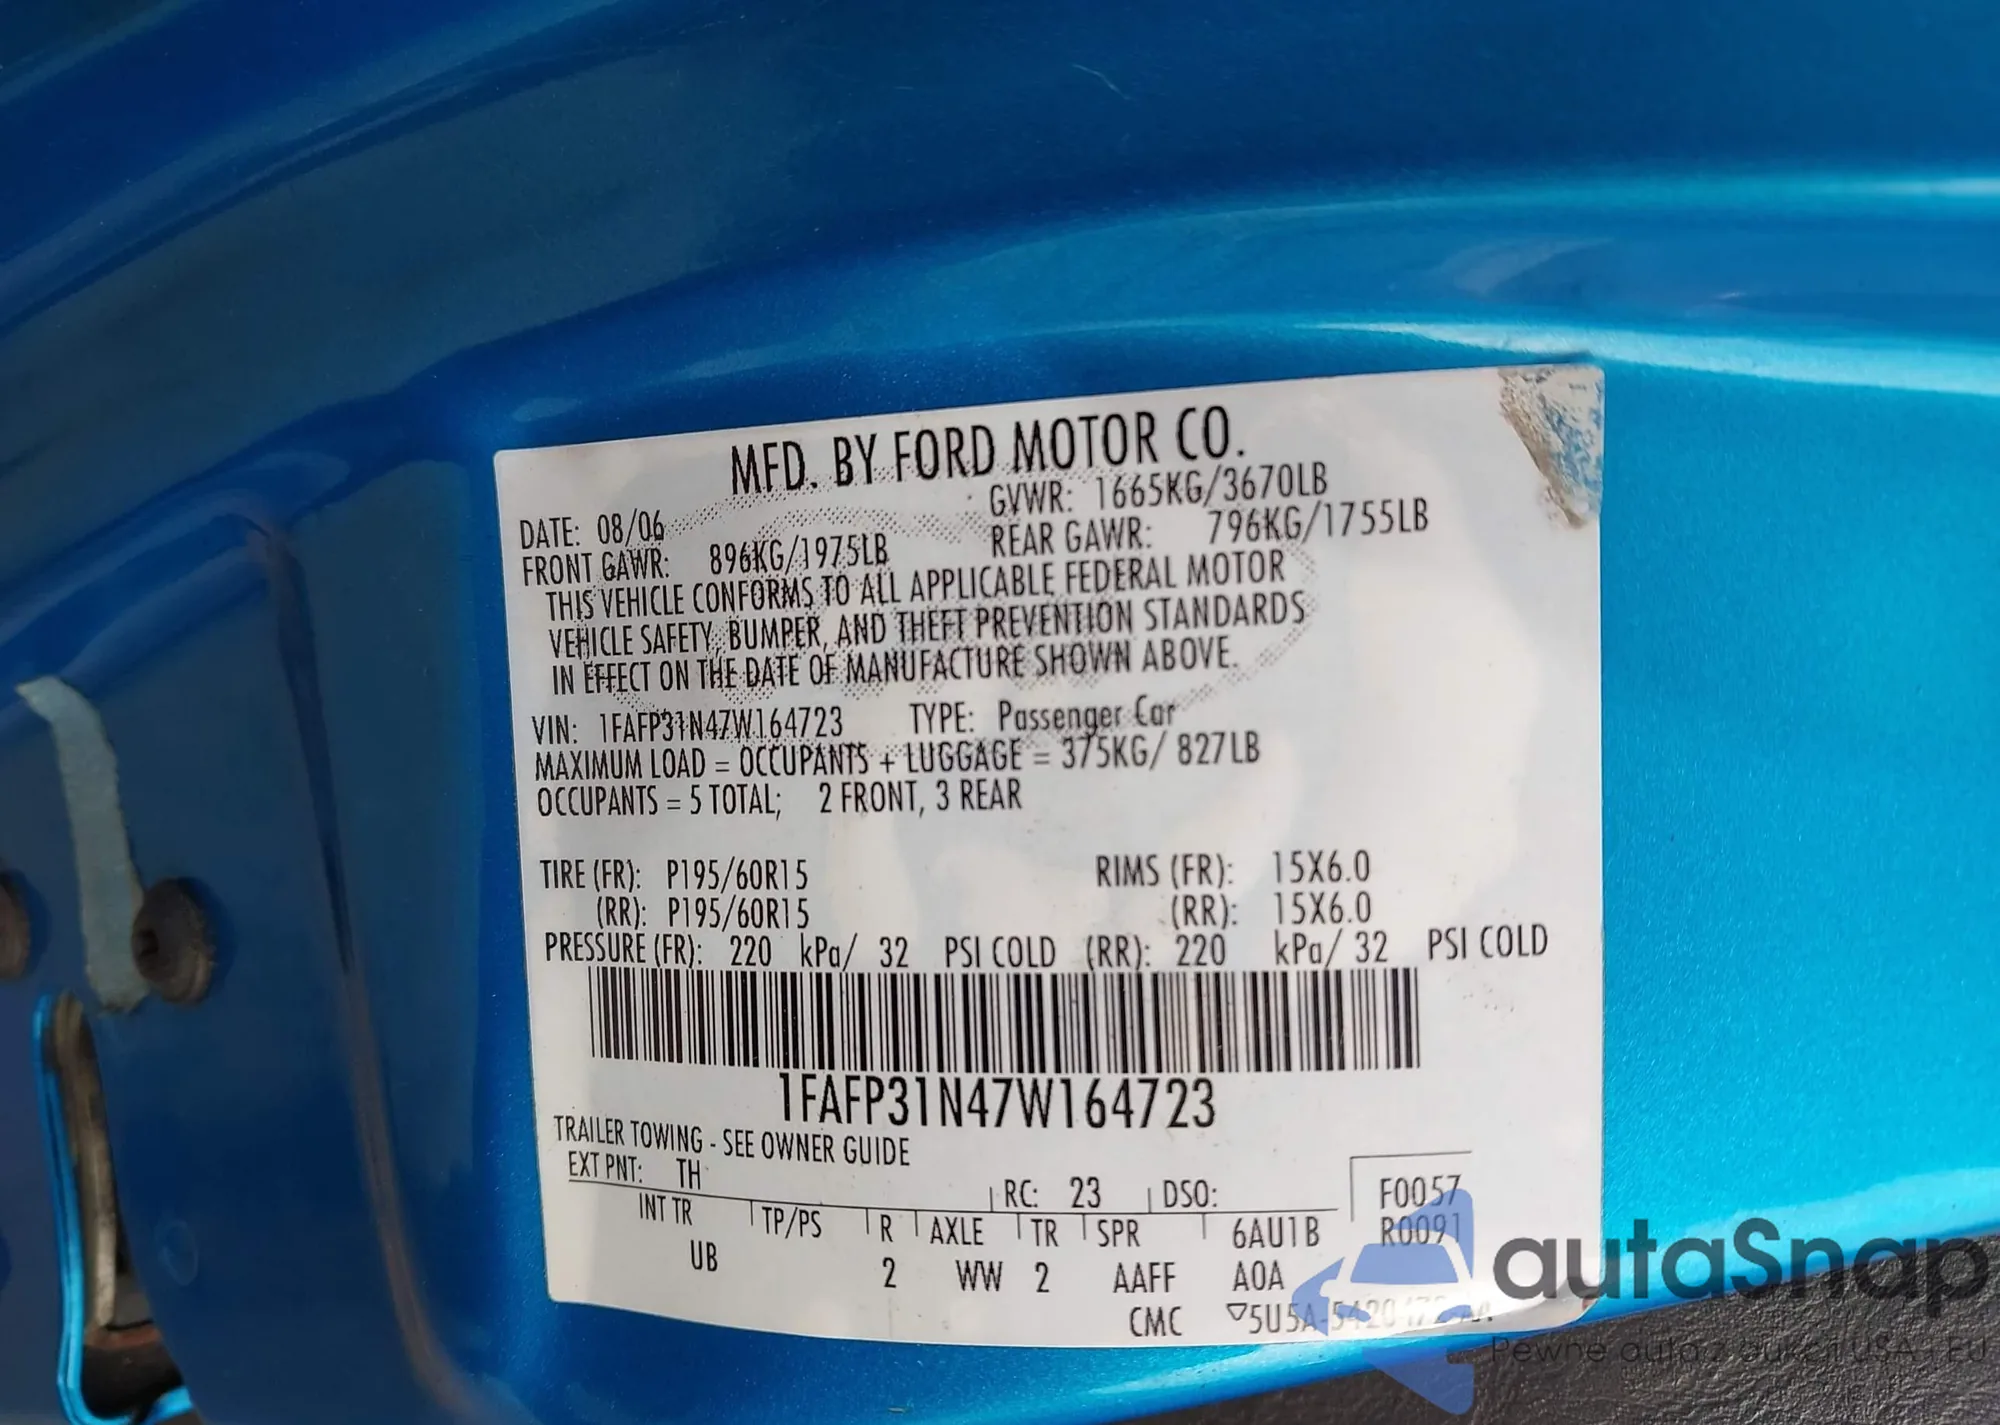 MFD. BY FORD MOTOR CO.
DATE: 08/06 GVWR: 1665KG/3670LB
FRONT GAWR: 896KG/1975LB REAR GAWR: 796KG/1755LB
THIS VEHICLE CONFORMS TO ALL APPLICABLE FEDERAL MOTOR
VEHICLE SAFETY, BUMPER, AND THEFT PREVENTION STANDARDS
IN EFFECT ON THE DATE OF MANUFACTURE SHOWN ABOVE.
VIN: 1FAFP31N47W164723 TYPE: Passenger Car
MAXIMUM LOAD = OCCUPANTS + LUGGAGE = 375KG/ 827LB
OCCUPANTS = 5 TOTAL; 2 FRONT, 3 REAR
TIRE (FR): P195/60R15 RIMS (FR): 15X6.0
(RR): P195/60R15 (RR): 15X6.0
PRESSURE (FR): 220 kPa/ 32 PSI COLD (RR): 220 kPa/ 32 PSI COLD
1FAFP31N47W164723
TRAILER TOWING - SEE OWNER GUIDE
EXT PNT: TH RC: 23 DSO: F0057
INT TR TP/PS R AXLE TR SPR 6AU1B R0091
UB 2 WW 2 AAFF A0A
CMC
autaSnap
Pewne auta z aukcji USA i EU